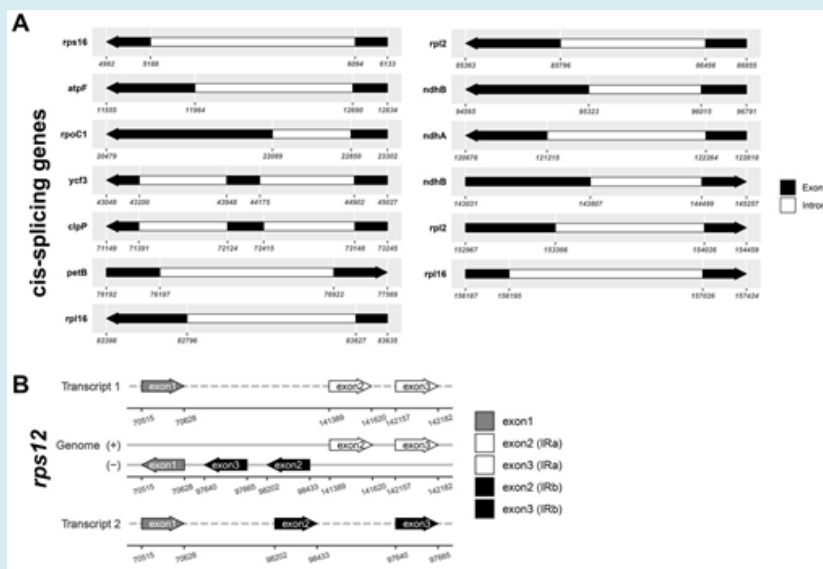 A
cis-splicing genes
rps16
4992 5188 6094 6133
atpF
11555 11964 12690 12834
rpoC1
20479 22089 22850 23302
ycf3
43048 43200 43948 44175 44902 45027
clpP
71149 71391 72124 72415 73148 73245
petB
76192 76197 76922 77569
rpl16
82398 82796 83627 83635
rpl2
85363 85796 86456 86855
ndhB
94565 95323 96015 96791
ndhA
120676 121215 122264 122818
ndhB
143031 143807 144499 145257
rpl2
152967 153366 154026 154459
rpl16
156187 156195 157026 157424
Exon
Intron
B
rps12
Transcript 1
exon1 exon2 exon3
70515 70628 141389 141620 142157 142182
Genome (+)
exon2 exon3
(−)
exon1 exon3 exon2
70515 70628 97640 97665 98202 98433 141389 141620 142157 142182
Transcript 2
exon1 exon2 exon3
70515 70628 98202 98433 97640 97665
exon1
exon2 (IRa)
exon3 (IRa)
exon2 (IRb)
exon3 (IRb)